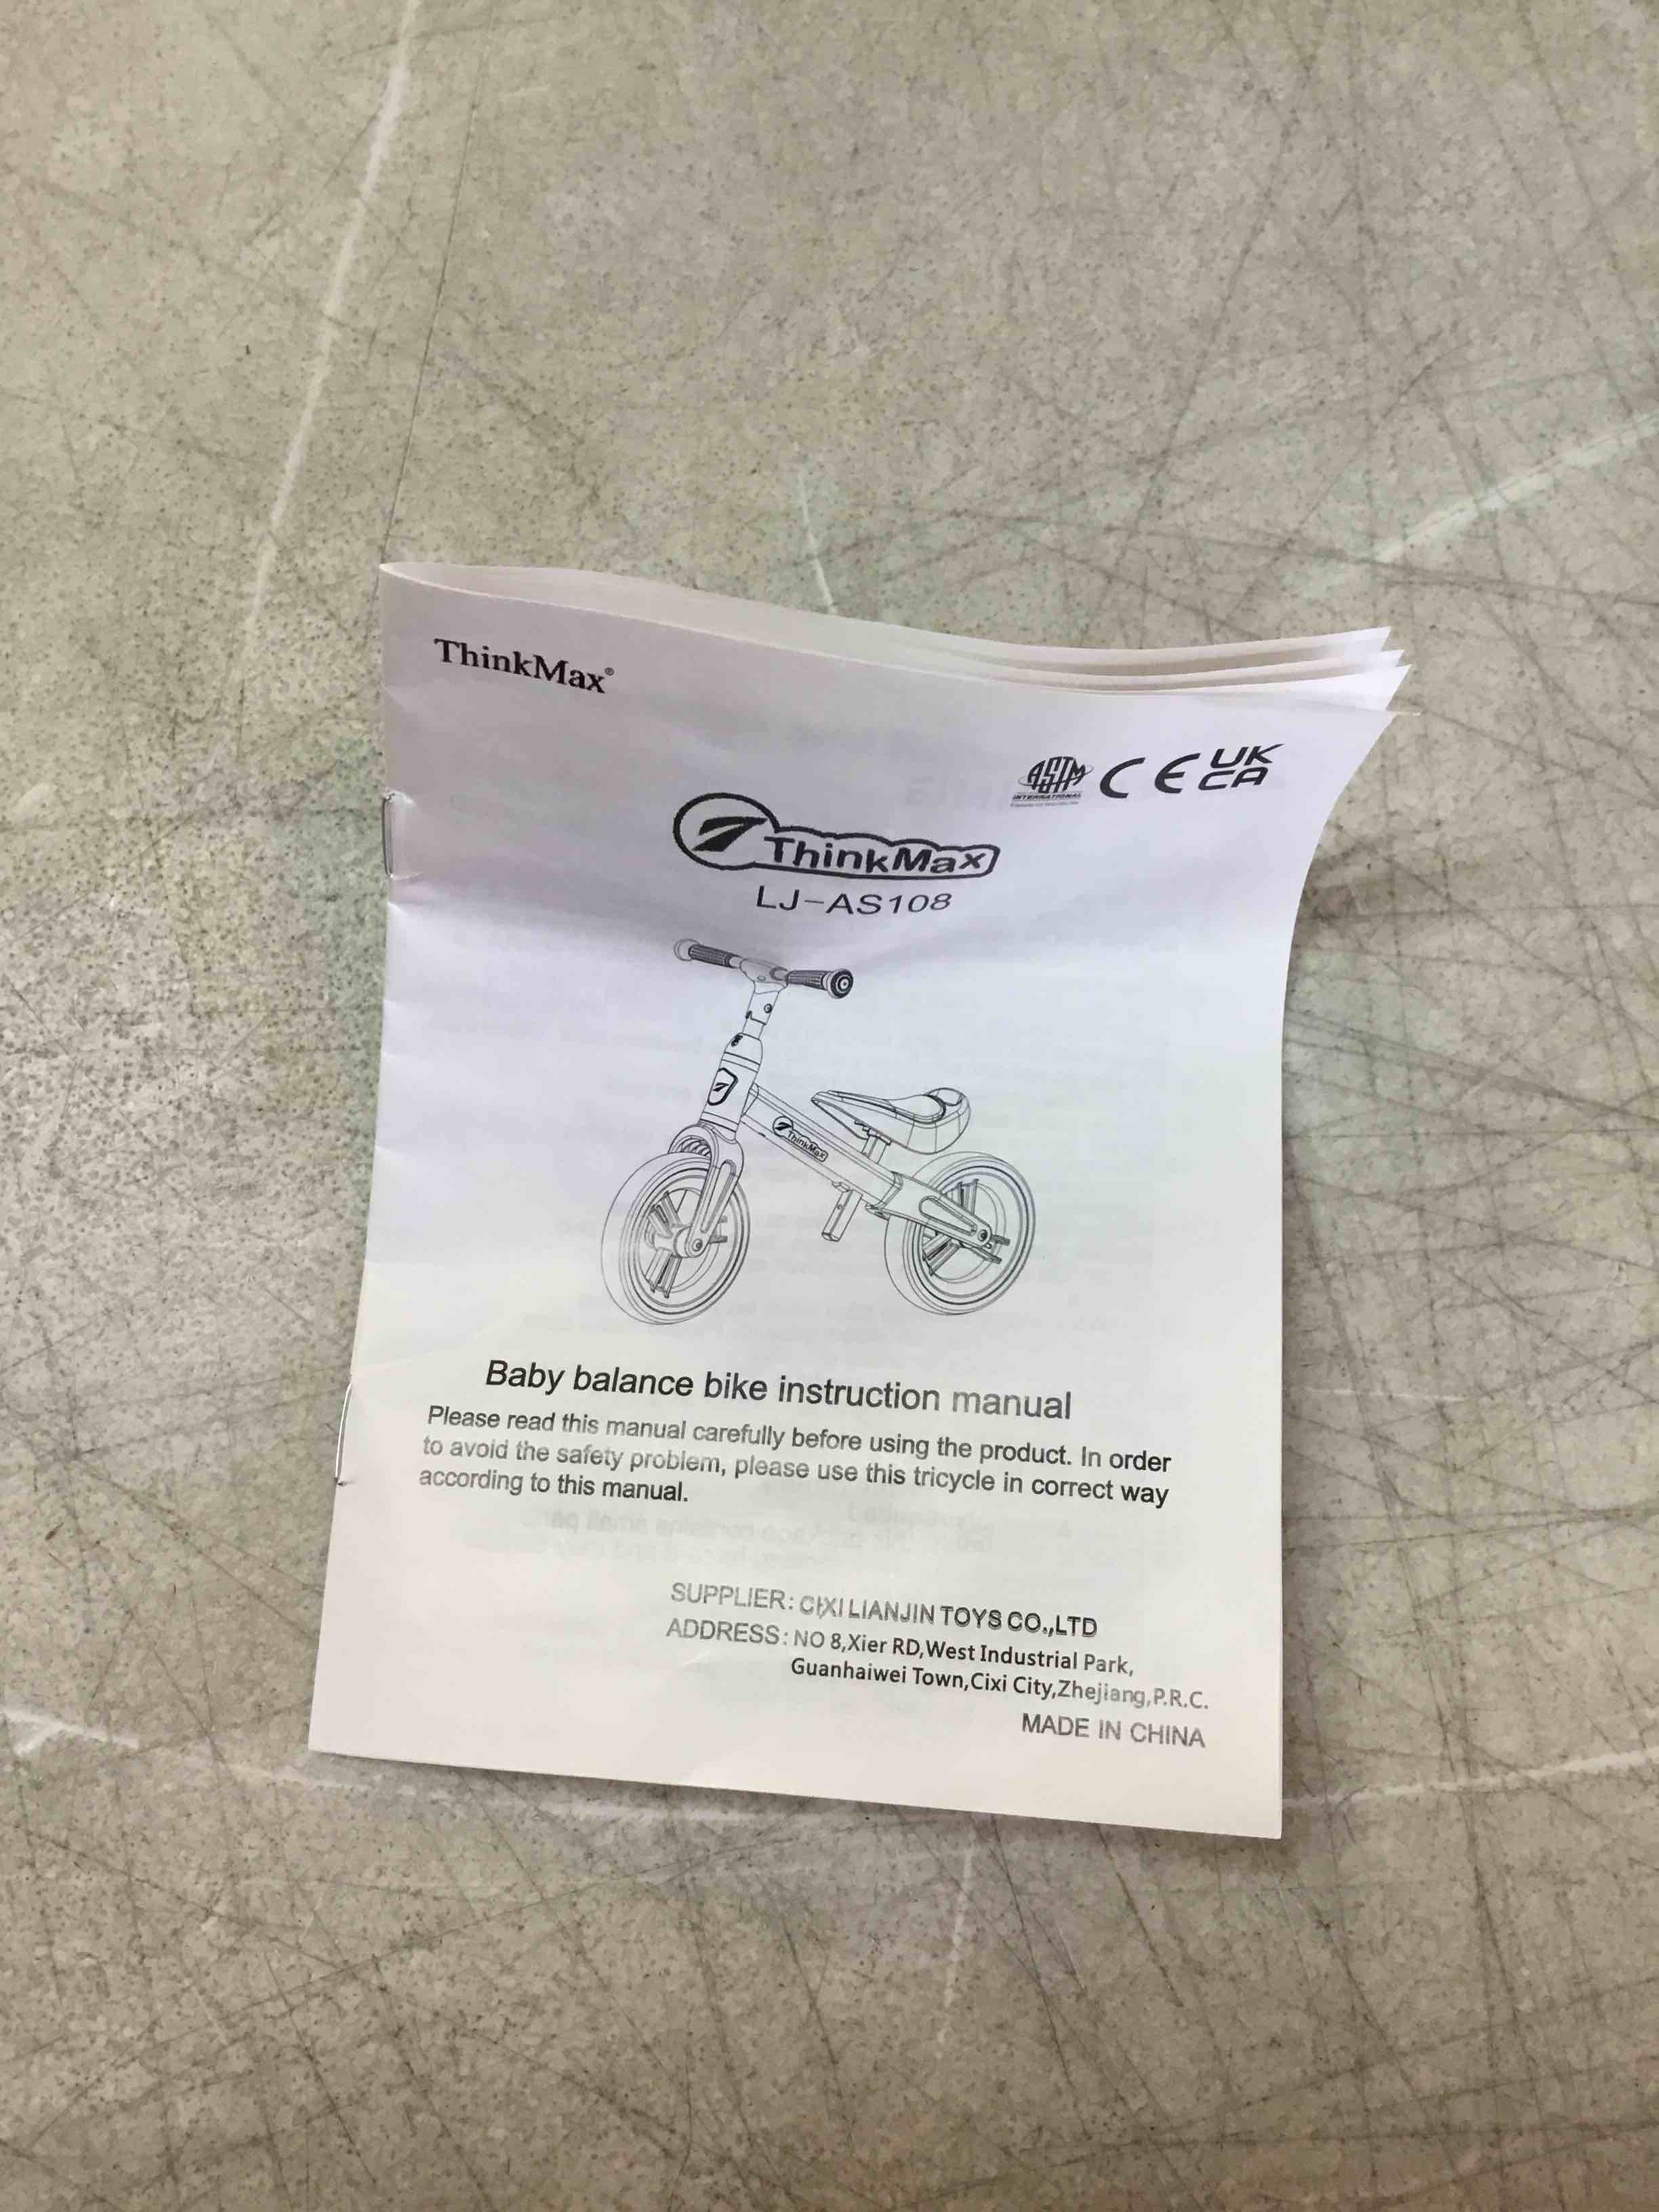 ThinkMax®
ASTM
INTERNATIONAL
CE UK
CA
ThinkMax
LJ-AS108
ThinkMax
Baby balance bike instruction manual
Please read this manual carefully before using the product. In order
to avoid the safety problem, please use this tricycle in correct way
according to this manual.
SUPPLIER: CIXI LIANJIN TOYS CO.,LTD
ADDRESS: NO 8,Xier RD,West Industrial Park,
Guanhaiwei Town,Cixi City,Zhejiang,P.R.C.
MADE IN CHINA